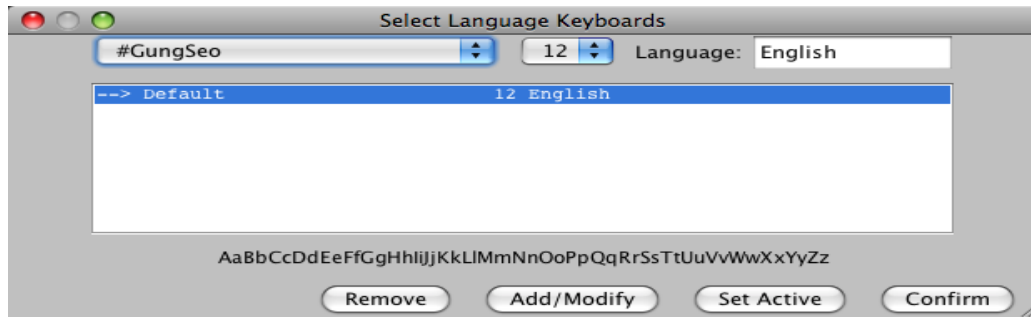 Select Language Keyboards
#GungSeo 12 Language: English
--> Default 12 English
AaBbCcDdEeFfGgHhIiJjKkLlMmNnOoPpQqRrSsTtUuVvWwXxYyZz
Remove Add/Modify Set Active Confirm